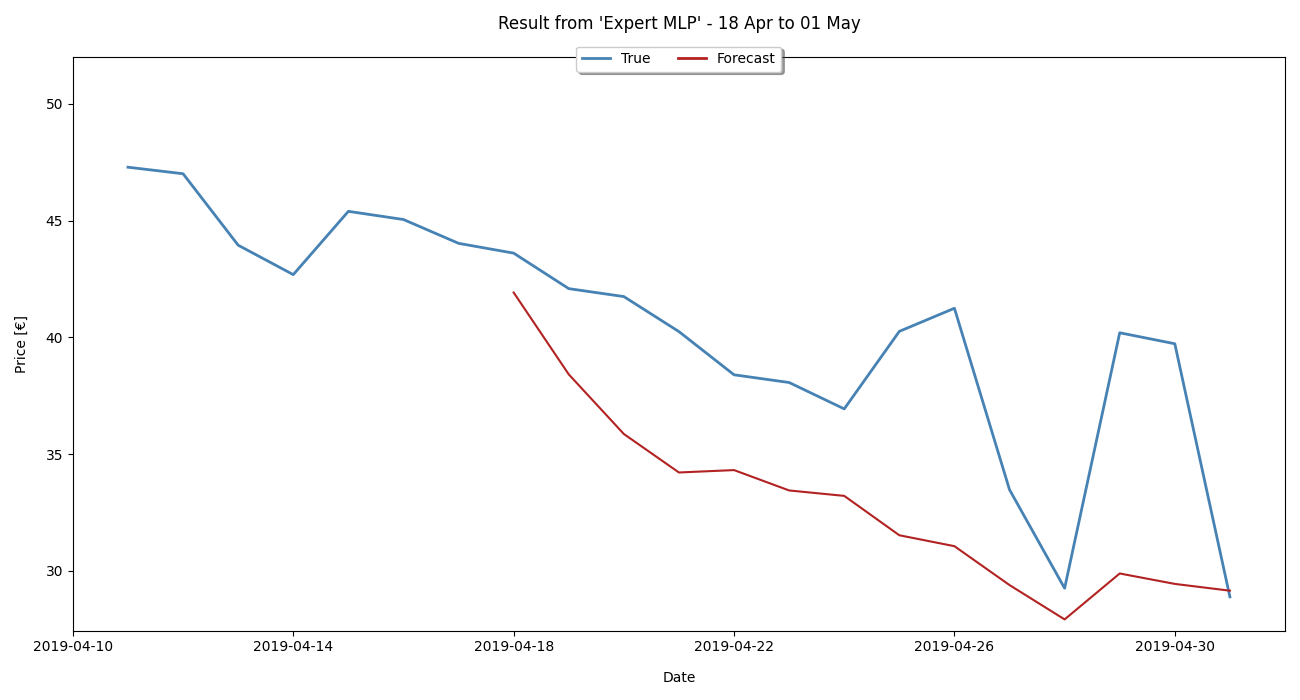 Result from 'Expert MLP' - 18 Apr to 01 May
True Forecast
50
45
40
35
30
Price [€]
2019-04-10 2019-04-14 2019-04-18 2019-04-22 2019-04-26 2019-04-30
Date